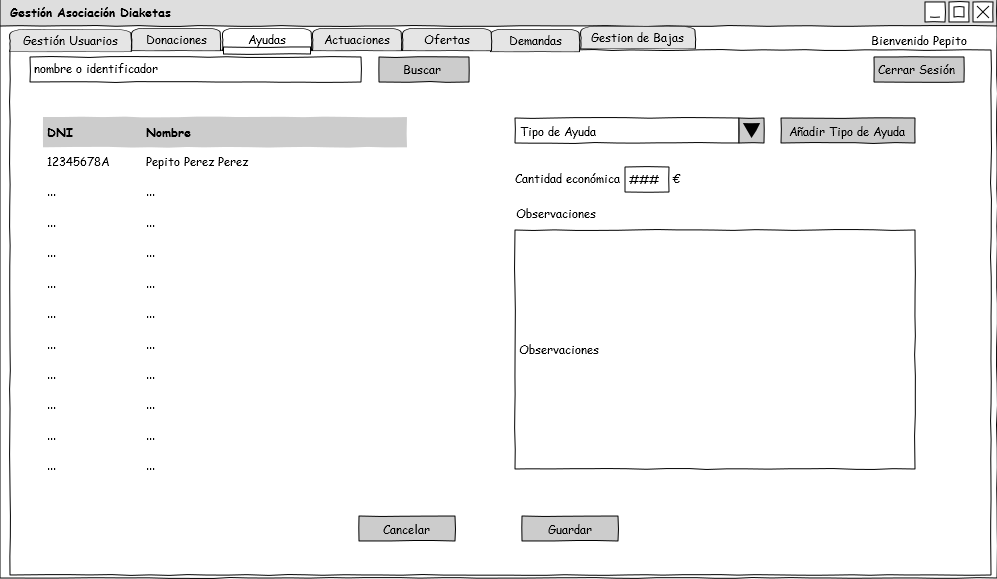 Gestión Asociación Diaketas
Gestión Usuarios Donaciones Ayudas Actuaciones Ofertas Demandas Gestion de Bajas Bienvenido Pepito
nombre o identificador Buscar Cerrar Sesión
DNI Nombre Tipo de Ayuda Añadir Tipo de Ayuda
12345678A Pepito Perez Perez
Cantidad económica ### €
... ...
Observaciones
... ...
... ...
... ...
... ...
... ...
Observaciones
... ...
... ...
... ...
... ...
Cancelar Guardar